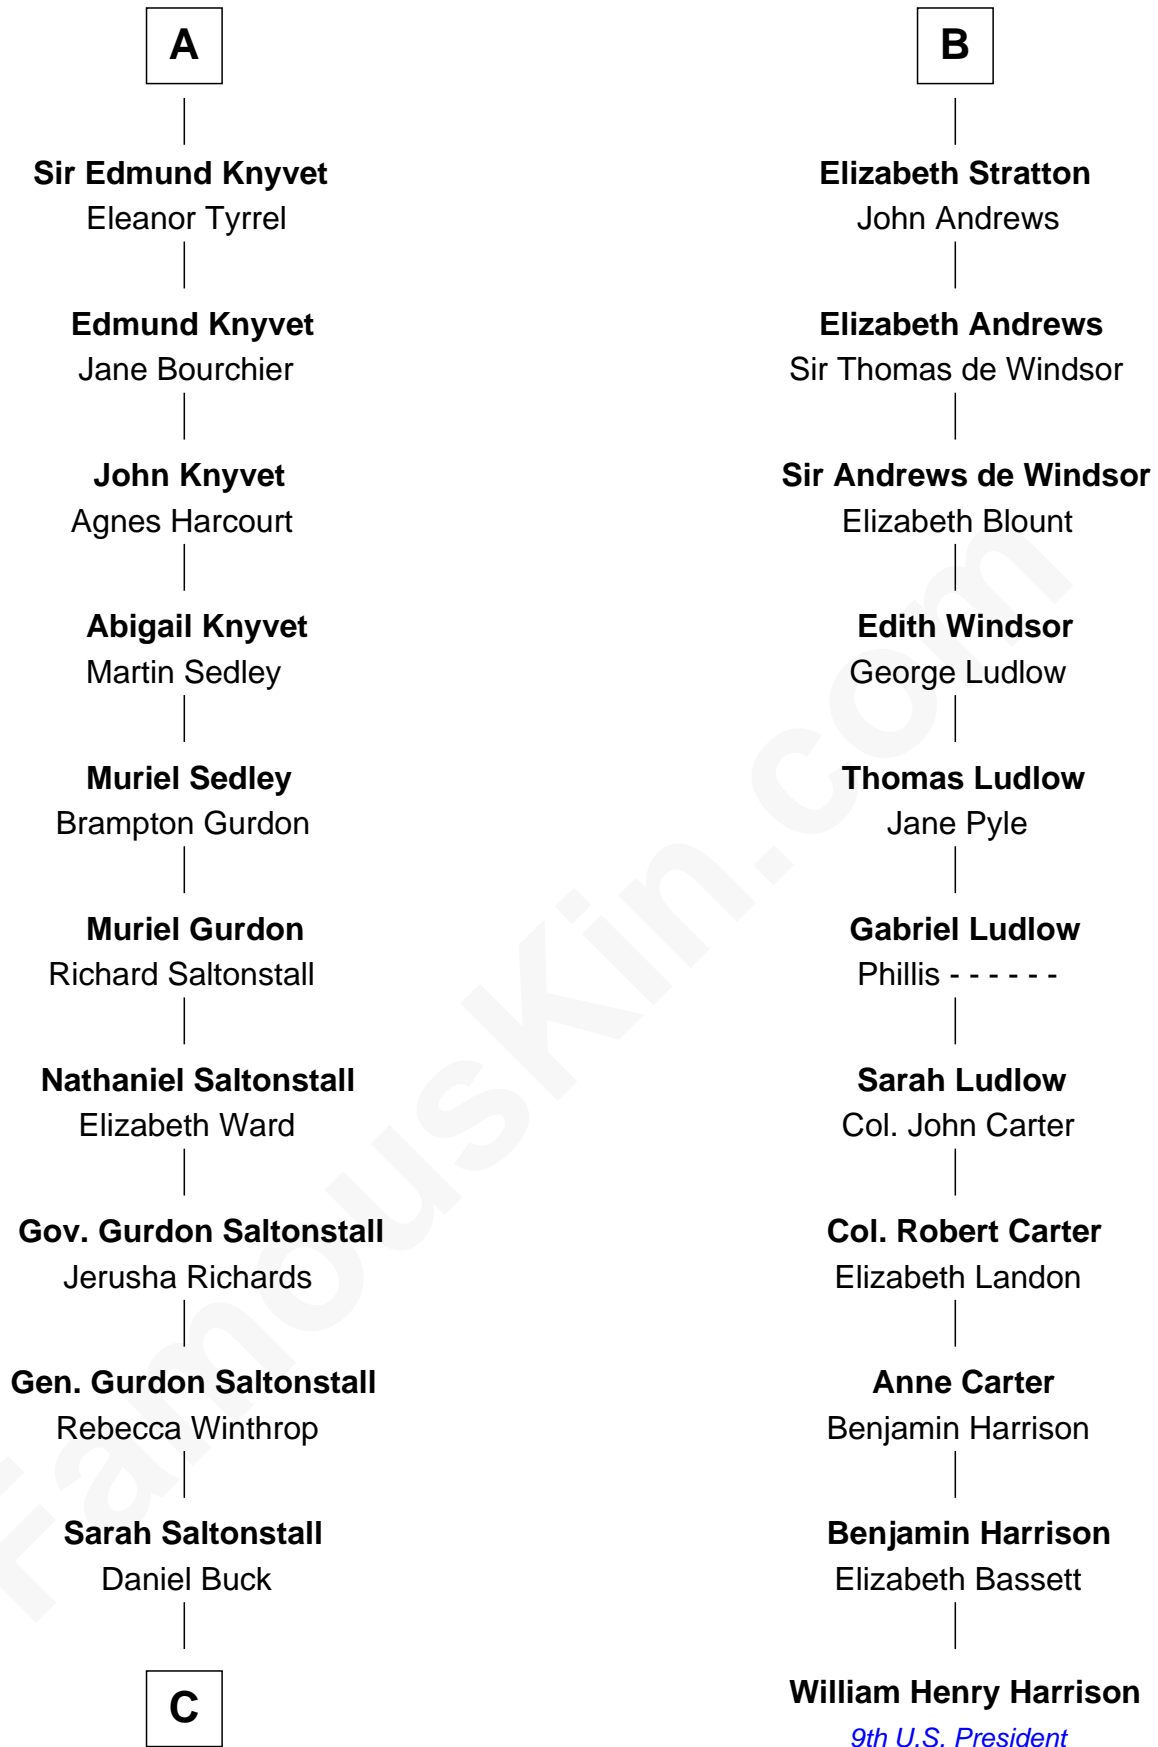 A
Sir Edmund Knyvet
Eleanor Tyrrel
Edmund Knyvet
Jane Bourchier
John Knyvet
Agnes Harcourt
Abigail Knyvet
Martin Sedley
Muriel Sedley
Brampton Gurdon
Muriel Gurdon
Richard Saltonstall
Nathaniel Saltonstall
Elizabeth Ward
Gov. Gurdon Saltonstall
Jerusha Richards
Gen. Gurdon Saltonstall
Rebecca Winthrop
Sarah Saltonstall
Daniel Buck
C
B
Elizabeth Stratton
John Andrews
Elizabeth Andrews
Sir Thomas de Windsor
Sir Andrews de Windsor
Elizabeth Blount
Edith Windsor
George Ludlow
Thomas Ludlow
Jane Pyle
Gabriel Ludlow
Phillis - - - - - -
Sarah Ludlow
Col. John Carter
Col. Robert Carter
Elizabeth Landon
Anne Carter
Benjamin Harrison
Benjamin Harrison
Elizabeth Bassett
William Henry Harrison
9th U.S. President
FamousKin.com